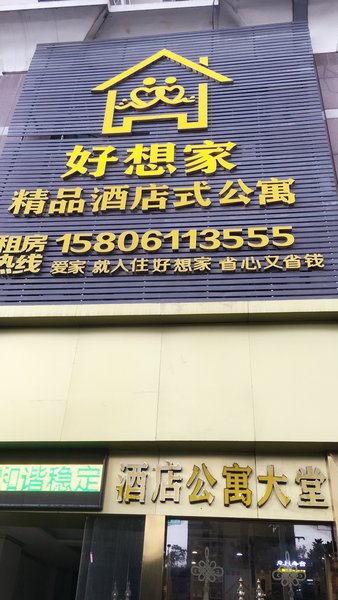 好想家
精品酒店式公寓
租房 15806113555
热线 爱家 就入住好想家 省心又省钱
和谐稳定
酒店公寓大堂